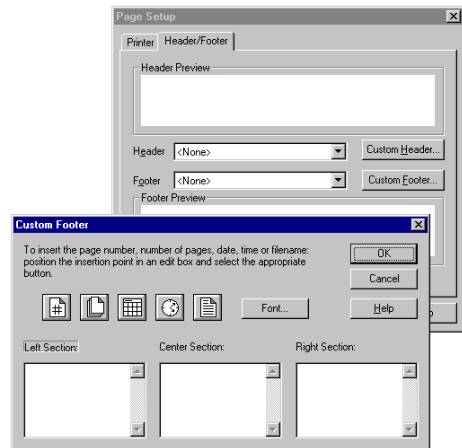 Page Setup
Printer
Header/Footer
Header Preview
Header
<None>
Custom Header...
Footer
<None>
Custom Footer...
Footer Preview
Custom Footer
To insert the page number, number of pages, date, time or filename:
position the insertion point in an edit box and select the appropriate
button.
OK
Cancel
Font...
Help
Left Section:
Center Section:
Right Section: